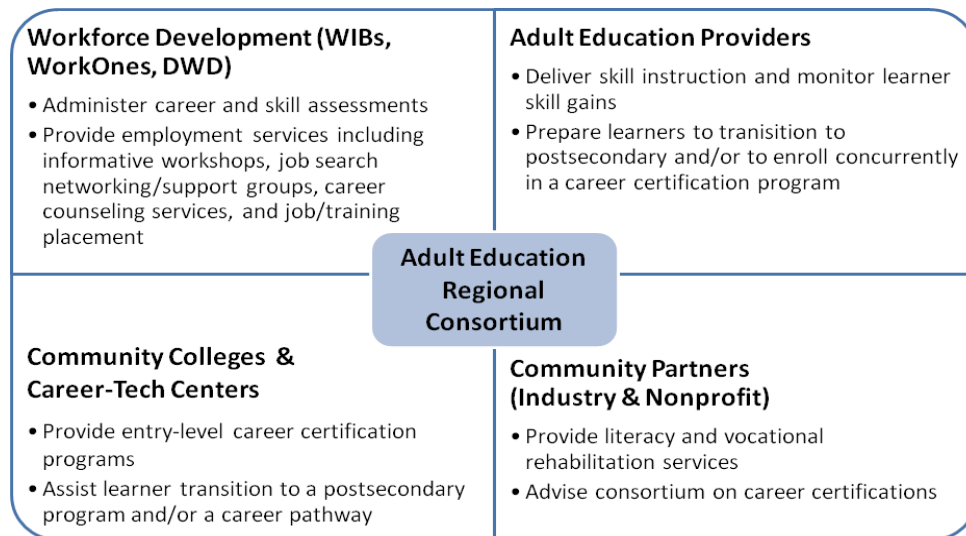 Workforce Development (WIBs,
WorkOnes, DWD)
• Administer career and skill assessments
• Provide employment services including
informative workshops, job search
networking/support groups, career
counseling services, and job/training
placement
Adult Education Providers
• Deliver skill instruction and monitor learner
skill gains
• Prepare learners to tranisition to
postsecondary and/or to enroll concurrently
in a career certification program
Adult Education
Regional
Consortium
Community Colleges &
Career-Tech Centers
• Provide entry-level career certification
programs
• Assist learner transition to a postsecondary
program and/or a career pathway
Community Partners
(Industry & Nonprofit)
• Provide literacy and vocational
rehabilitation services
• Advise consortium on career certifications